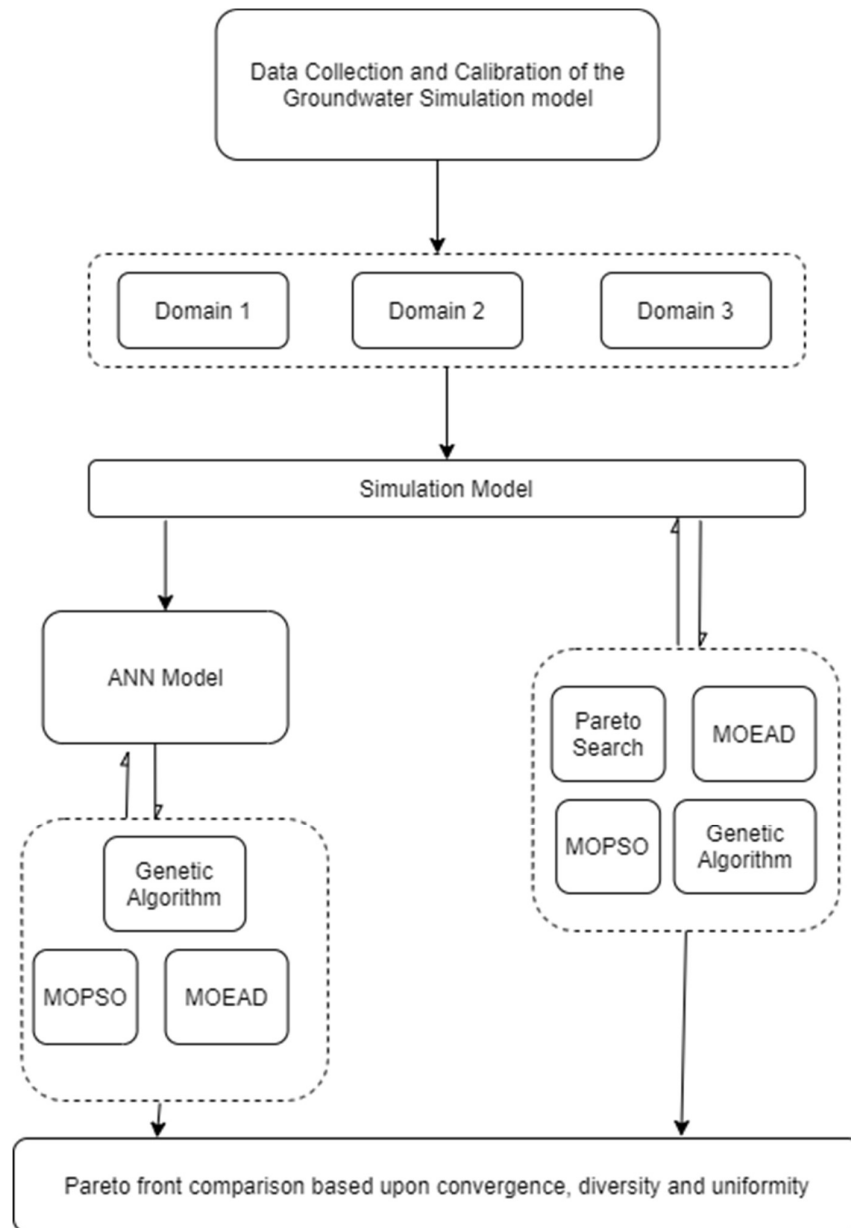 Data Collection and Calibration of the
Groundwater Simulation model
Domain 1
Domain 2
Domain 3
Simulation Model
ANN Model
Genetic
Algorithm
MOPSO
MOEAD
Pareto
Search
MOEAD
MOPSO
Genetic
Algorithm
Pareto front comparison based upon convergence, diversity and uniformity